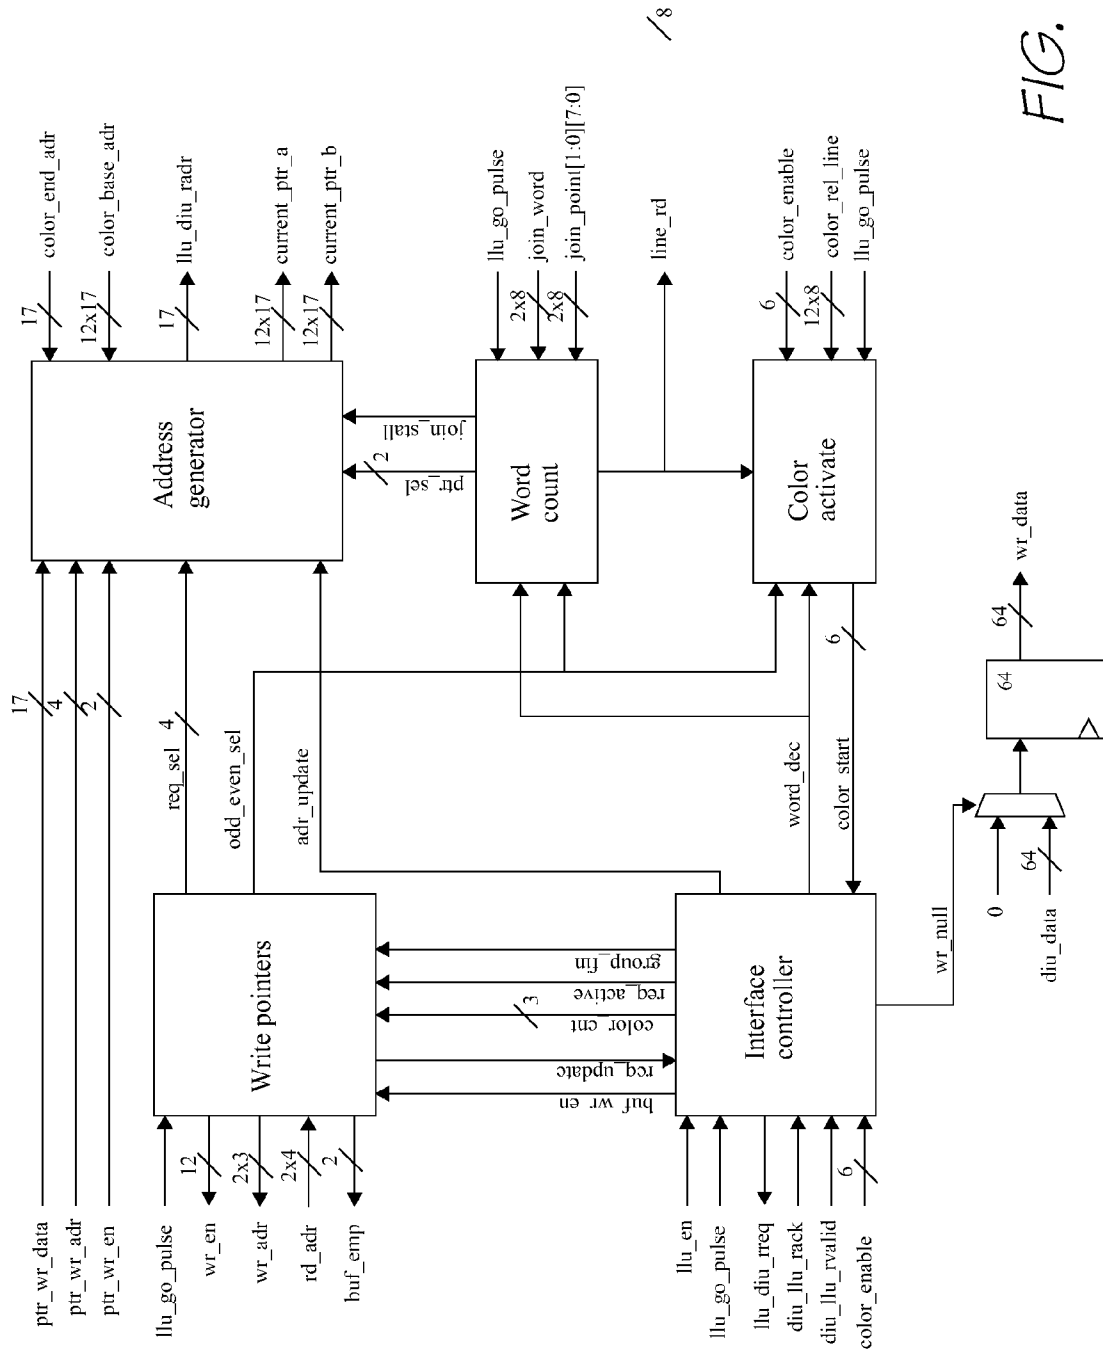 ptr_wr_data
17
ptr_wr_adr
4
ptr_wr_en
2
llu_go_pulse
wr_en
12
wr_adr
2x3
rd_adr
2x4
buf_emp
2
Write pointers
req_sel
4
odd_even_sel
adr_update
Address
generator
17
color_end_adr
12x17
color_base_adr
17
llu_diu_radr
12x17
current_ptr_a
12x17
current_ptr_b
buf_wr_en
req_update
color_cnt
3
req_active
group_fin
ptr_sel
2
join_stall
Word
count
llu_go_pulse
2x8
join_word
2x8
join_point[1:0][7:0]
line_rd
8
llu_en
llu_go_pulse
llu_diu_rreq
diu_llu_rack
diu_llu_rvalid
color_enable
6
Interface
controller
word_dec
color_start
6
Color
activate
6
color_enable
12x8
color_rel_line
llu_go_pulse
wr_null
0
diu_data
64
64
64
wr_data
FIG.